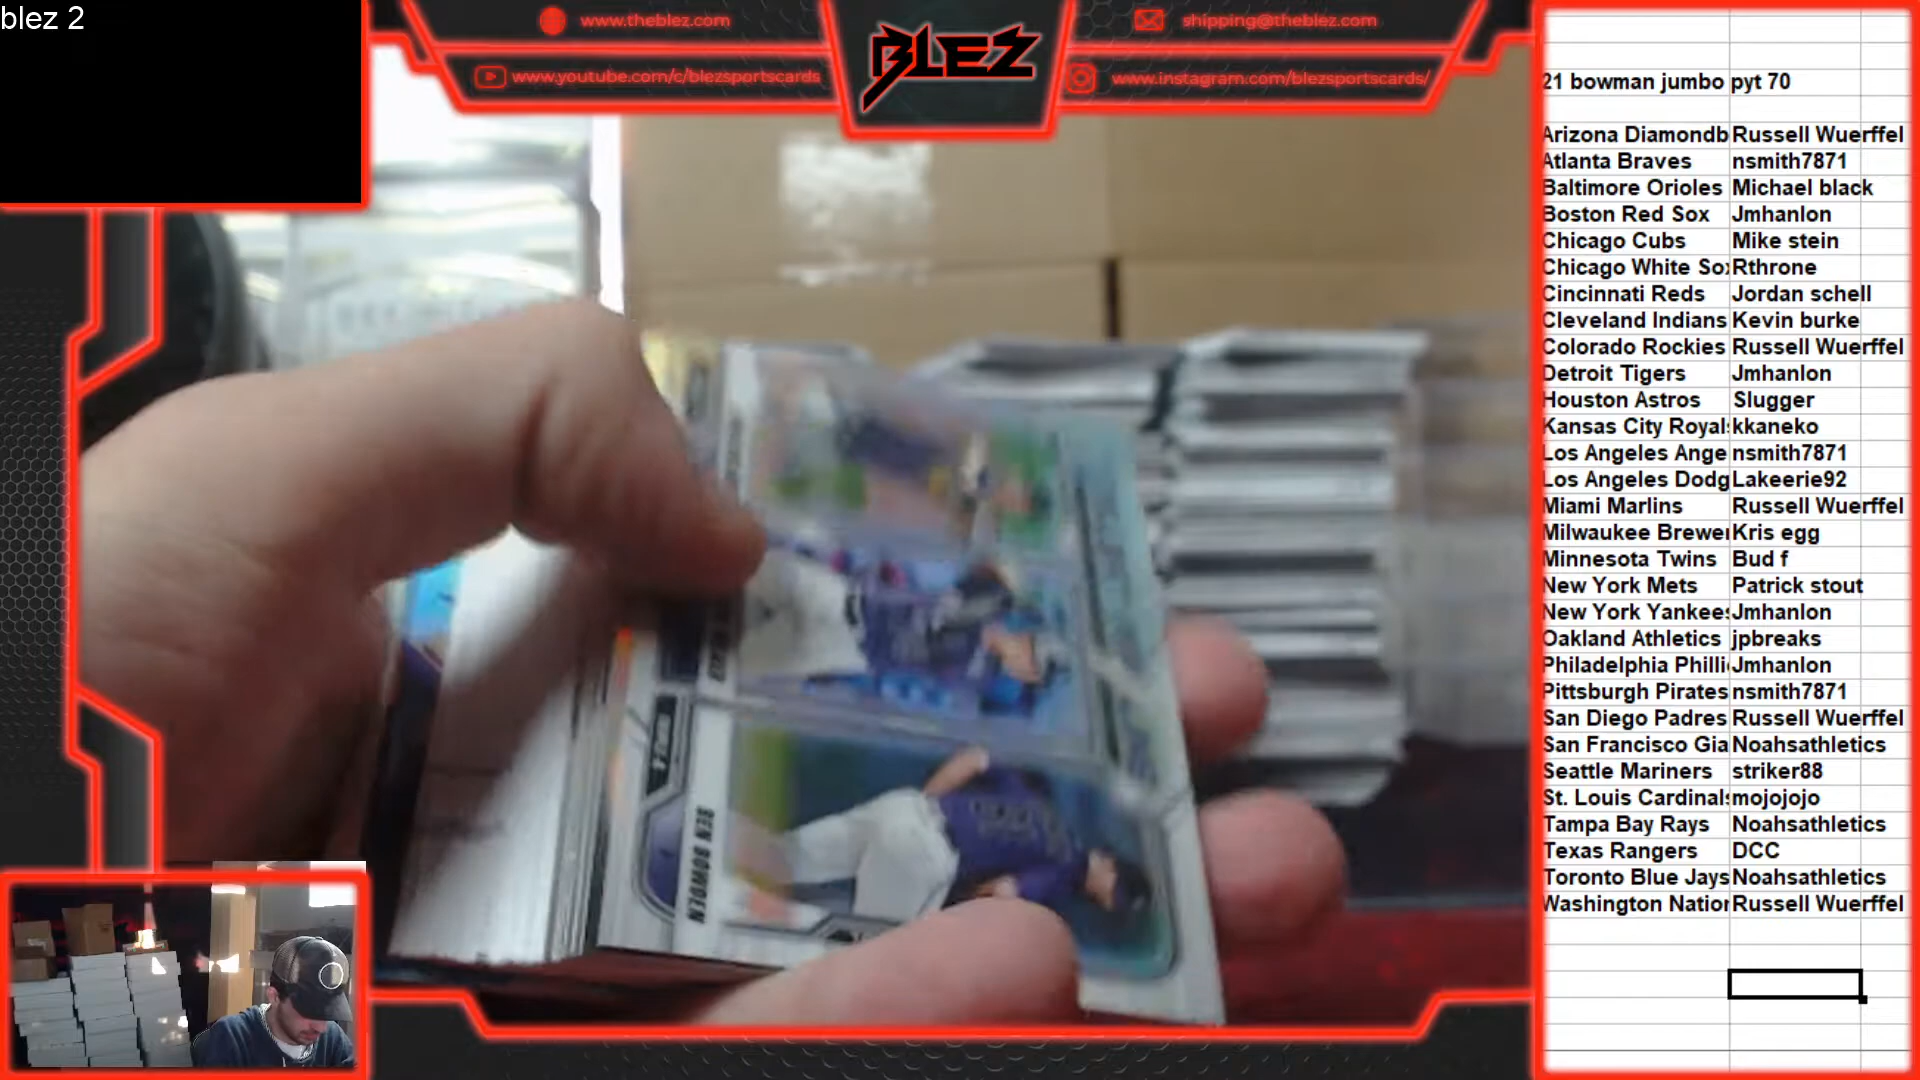 blez 2
www.theblez.com
www.youtube.com/c/blezsportscards
BLEZ
shipping@theblez.com
www.instagram.com/blezsportscards/
21 bowman jumbo pyt 70
Arizona Diamondb Russell Wuerffel
Atlanta Braves nsmith7871
Baltimore Orioles Michael black
Boston Red Sox Jmhanlon
Chicago Cubs Mike stein
Chicago White Sox Rthrone
Cincinnati Reds Jordan schell
Cleveland Indians Kevin burke
Colorado Rockies Russell Wuerffel
Detroit Tigers Jmhanlon
Houston Astros Slugger
Kansas City Royals kkaneko
Los Angeles Ange nsmith7871
Los Angeles Dodg Lakeerie92
Miami Marlins Russell Wuerffel
Milwaukee Brewer Kris egg
Minnesota Twins Bud f
New York Mets Patrick stout
New York Yankees Jmhanlon
Oakland Athletics jpbreaks
Philadelphia Philli Jmhanlon
Pittsburgh Pirates nsmith7871
San Diego Padres Russell Wuerffel
San Francisco Gia Noahsathletics
Seattle Mariners striker88
St. Louis Cardinals mojojojo
Tampa Bay Rays Noahsathletics
Texas Rangers DCC
Toronto Blue Jays Noahsathletics
Washington Nation Russell Wuerffel
BEN BOWDEN